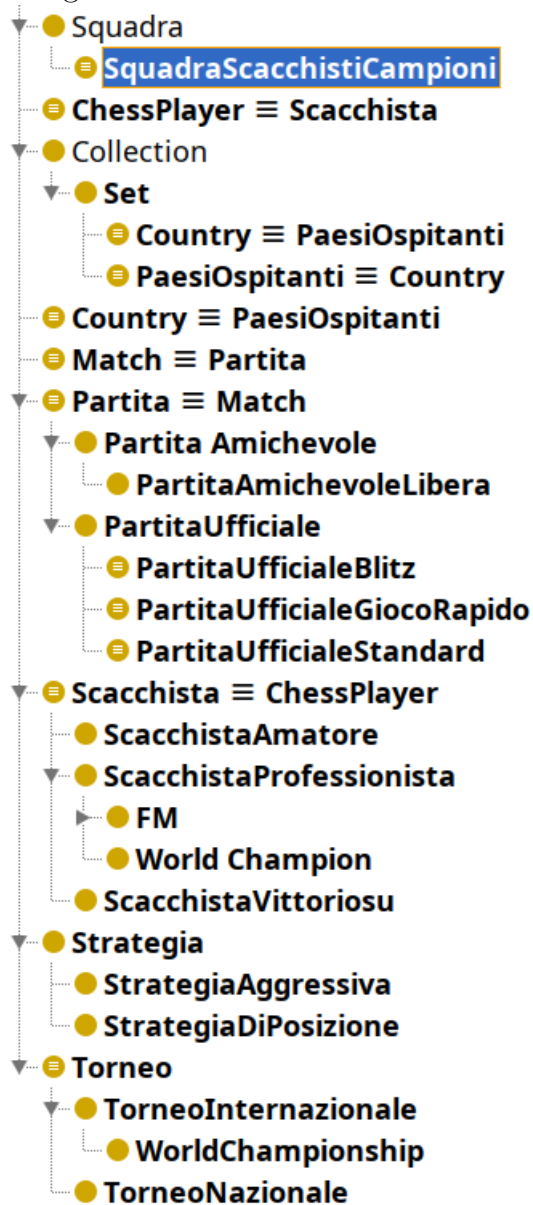 Squadra
SquadraScacchistiCampioni
ChessPlayer ≡ Scacchista
Collection
Set
Country ≡ PaesiOspitanti
PaesiOspitanti ≡ Country
Country ≡ PaesiOspitanti
Match ≡ Partita
Partita ≡ Match
Partita Amichevole
PartitaAmichevoleLibera
PartitaUfficiale
PartitaUfficialeBlitz
PartitaUfficialeGiocoRapido
PartitaUfficialeStandard
Scacchista ≡ ChessPlayer
ScacchistaAmatore
ScacchistaProfessionista
FM
World Champion
ScacchistaVittoriosu
Strategia
StrategiaAggressiva
StrategiaDiPosizione
Torneo
TorneoInternazionale
WorldChampionship
TorneoNazionale